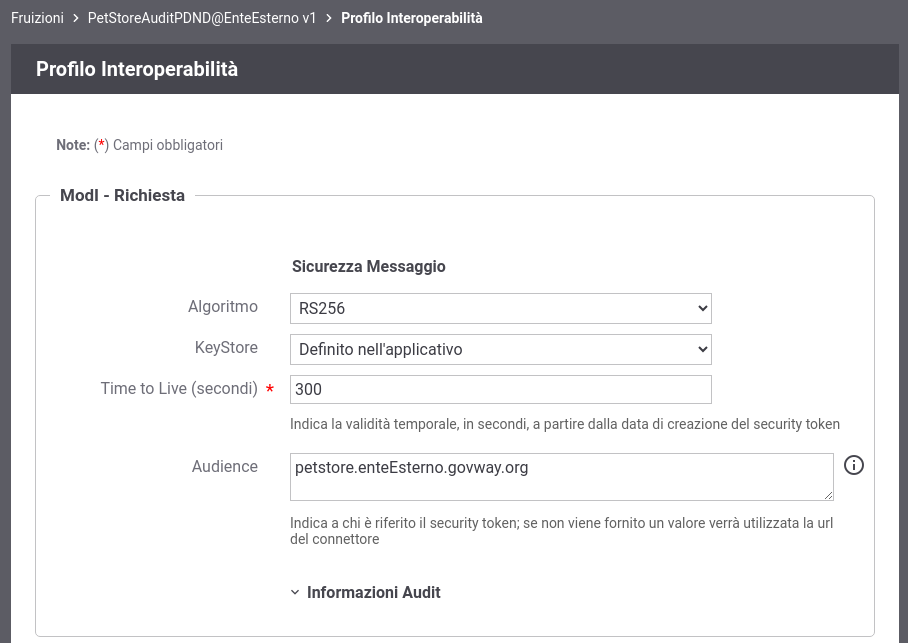 Fruizioni > PetStoreAuditPDND@EnteEsterno v1 > Profilo Interoperabilità
Profilo Interoperabilità
Note: (*) Campi obbligatori
ModI - Richiesta
Sicurezza Messaggio
Algoritmo RS256
KeyStore Definito nell'applicativo
Time to Live (secondi) * 300
Indica la validità temporale, in secondi, a partire dalla data di creazione del security token
Audience petstore.enteEsterno.govway.org
Indica a chi è riferito il security token; se non viene fornito un valore verrà utilizzata la url
del connettore
Informazioni Audit